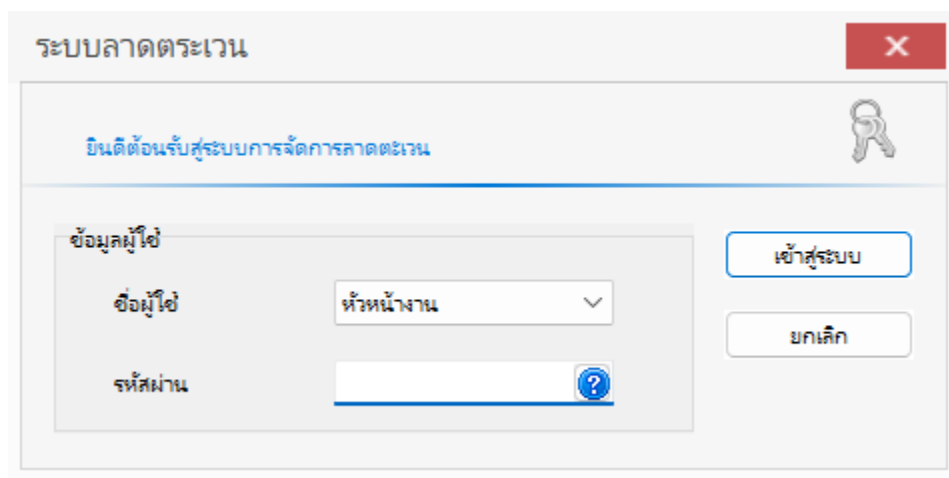 ระบบลาดตระเวน
ยินดีต้อนรับสู่ระบบการจัดการลาดตะเวน
ข้อมูลผู้ใช้
ชื่อผู้ใช้
หัวหน้างาน
รหัสผ่าน
เข้าสู่ระบบ
ยกเลิก